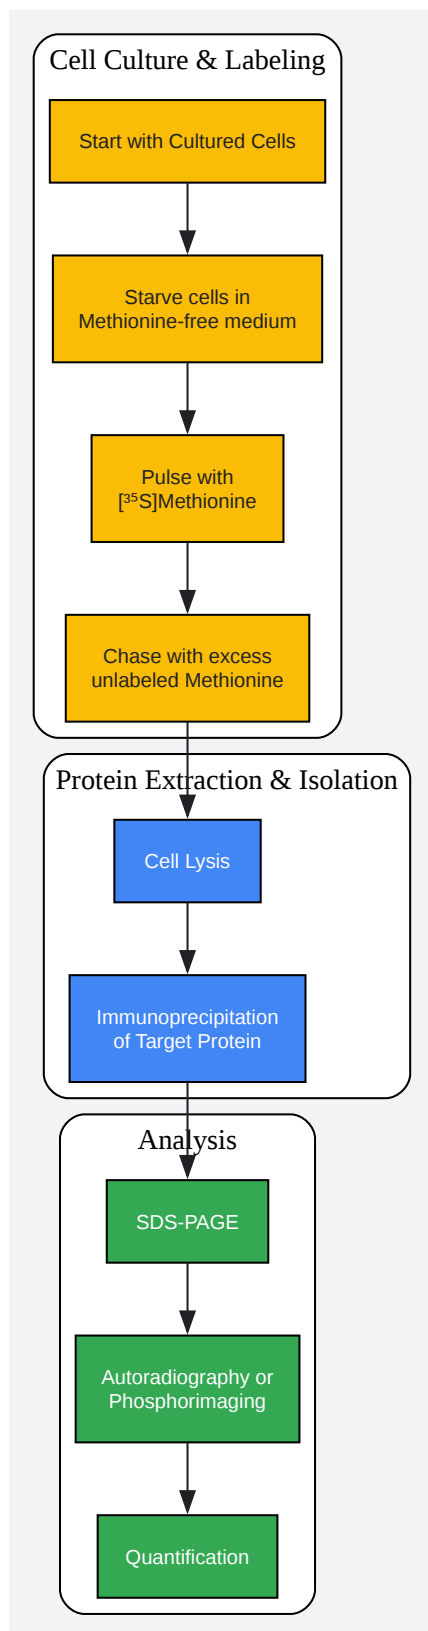 Cell Culture & Labeling
Start with Cultured Cells
Starve cells in
Methionine-free medium
Pulse with
[³⁵S]Methionine
Chase with excess
unlabeled Methionine
Protein Extraction & Isolation
Cell Lysis
Immunoprecipitation
of Target Protein
Analysis
SDS-PAGE
Autoradiography or
Phosphorimaging
Quantification